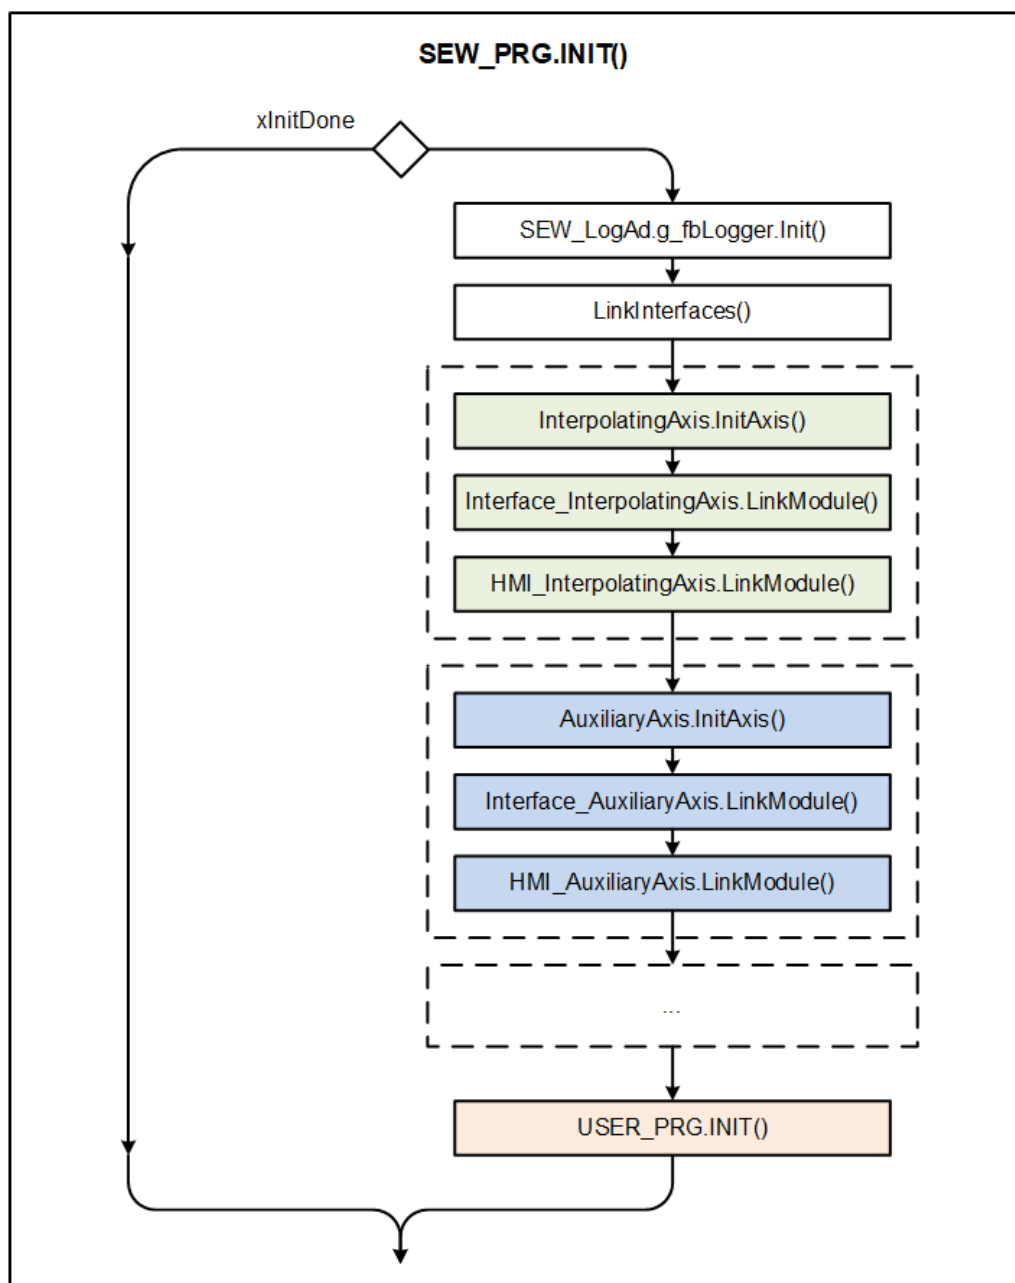 SEW_PRG.INIT()
xInitDone
SEW_LogAd.g_fbLogger.Init()
LinkInterfaces()
InterpolatingAxis.InitAxis()
Interface_InterpolatingAxis.LinkModule()
HMI_InterpolatingAxis.LinkModule()
AuxiliaryAxis.InitAxis()
Interface_AuxiliaryAxis.LinkModule()
HMI_AuxiliaryAxis.LinkModule()
...
USER_PRG.INIT()